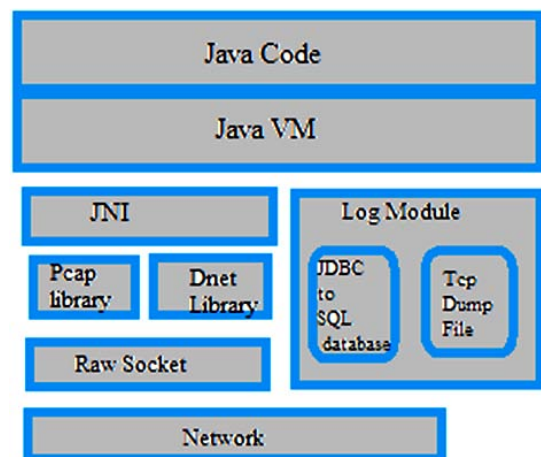 Java Code
Java VM
JNI
Log Module
Pcap
library
Dnet
Library
JDBC
to
SQL
database
Tcp
Dump
File
Raw Socket
Network